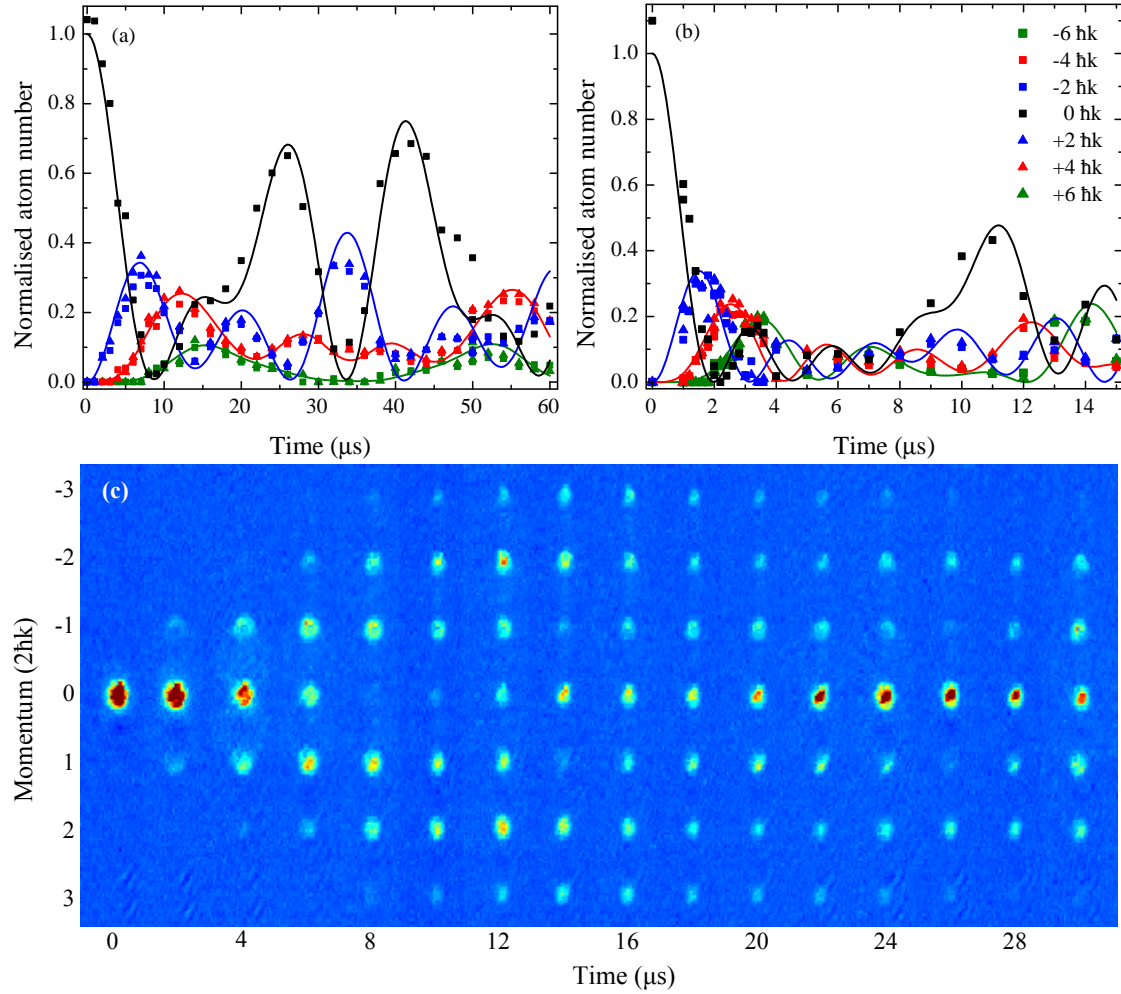 (a)
Normalised atom number
1.0
0.8
0.6
0.4
0.2
0.0
0 10 20 30 40 50 60
Time (μs)
(b)
Normalised atom number
1.0
0.8
0.6
0.4
0.2
0.0
0 2 4 6 8 10 12 14
Time (μs)
-6 ħk
-4 ħk
-2 ħk
0 ħk
+2 ħk
+4 ħk
+6 ħk
(c)
Momentum (2ħk)
-3
-2
-1
0
1
2
3
0 4 8 12 16 20 24 28
Time (μs)